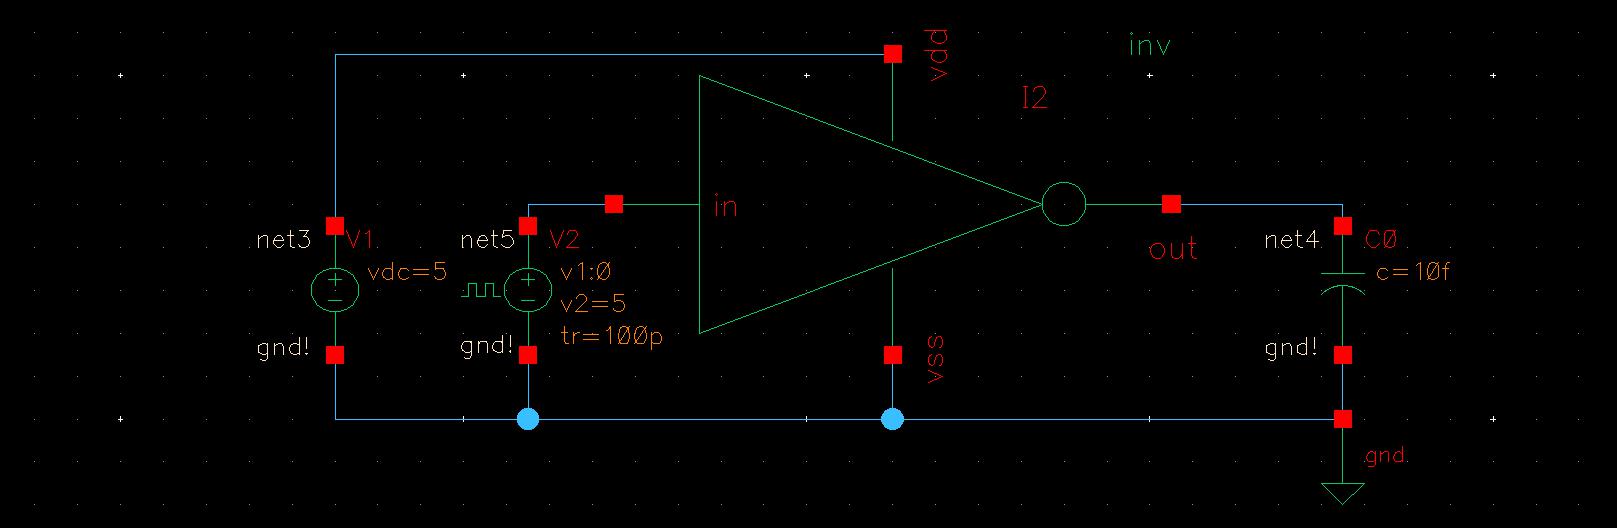 vdd
inv
I2
in
net3
V1
vdc=5
gnd!
net5
V2
v1:0
v2=5
tr=100p
gnd!
vss
out
net4
C0
c=10f
gnd!
gnd